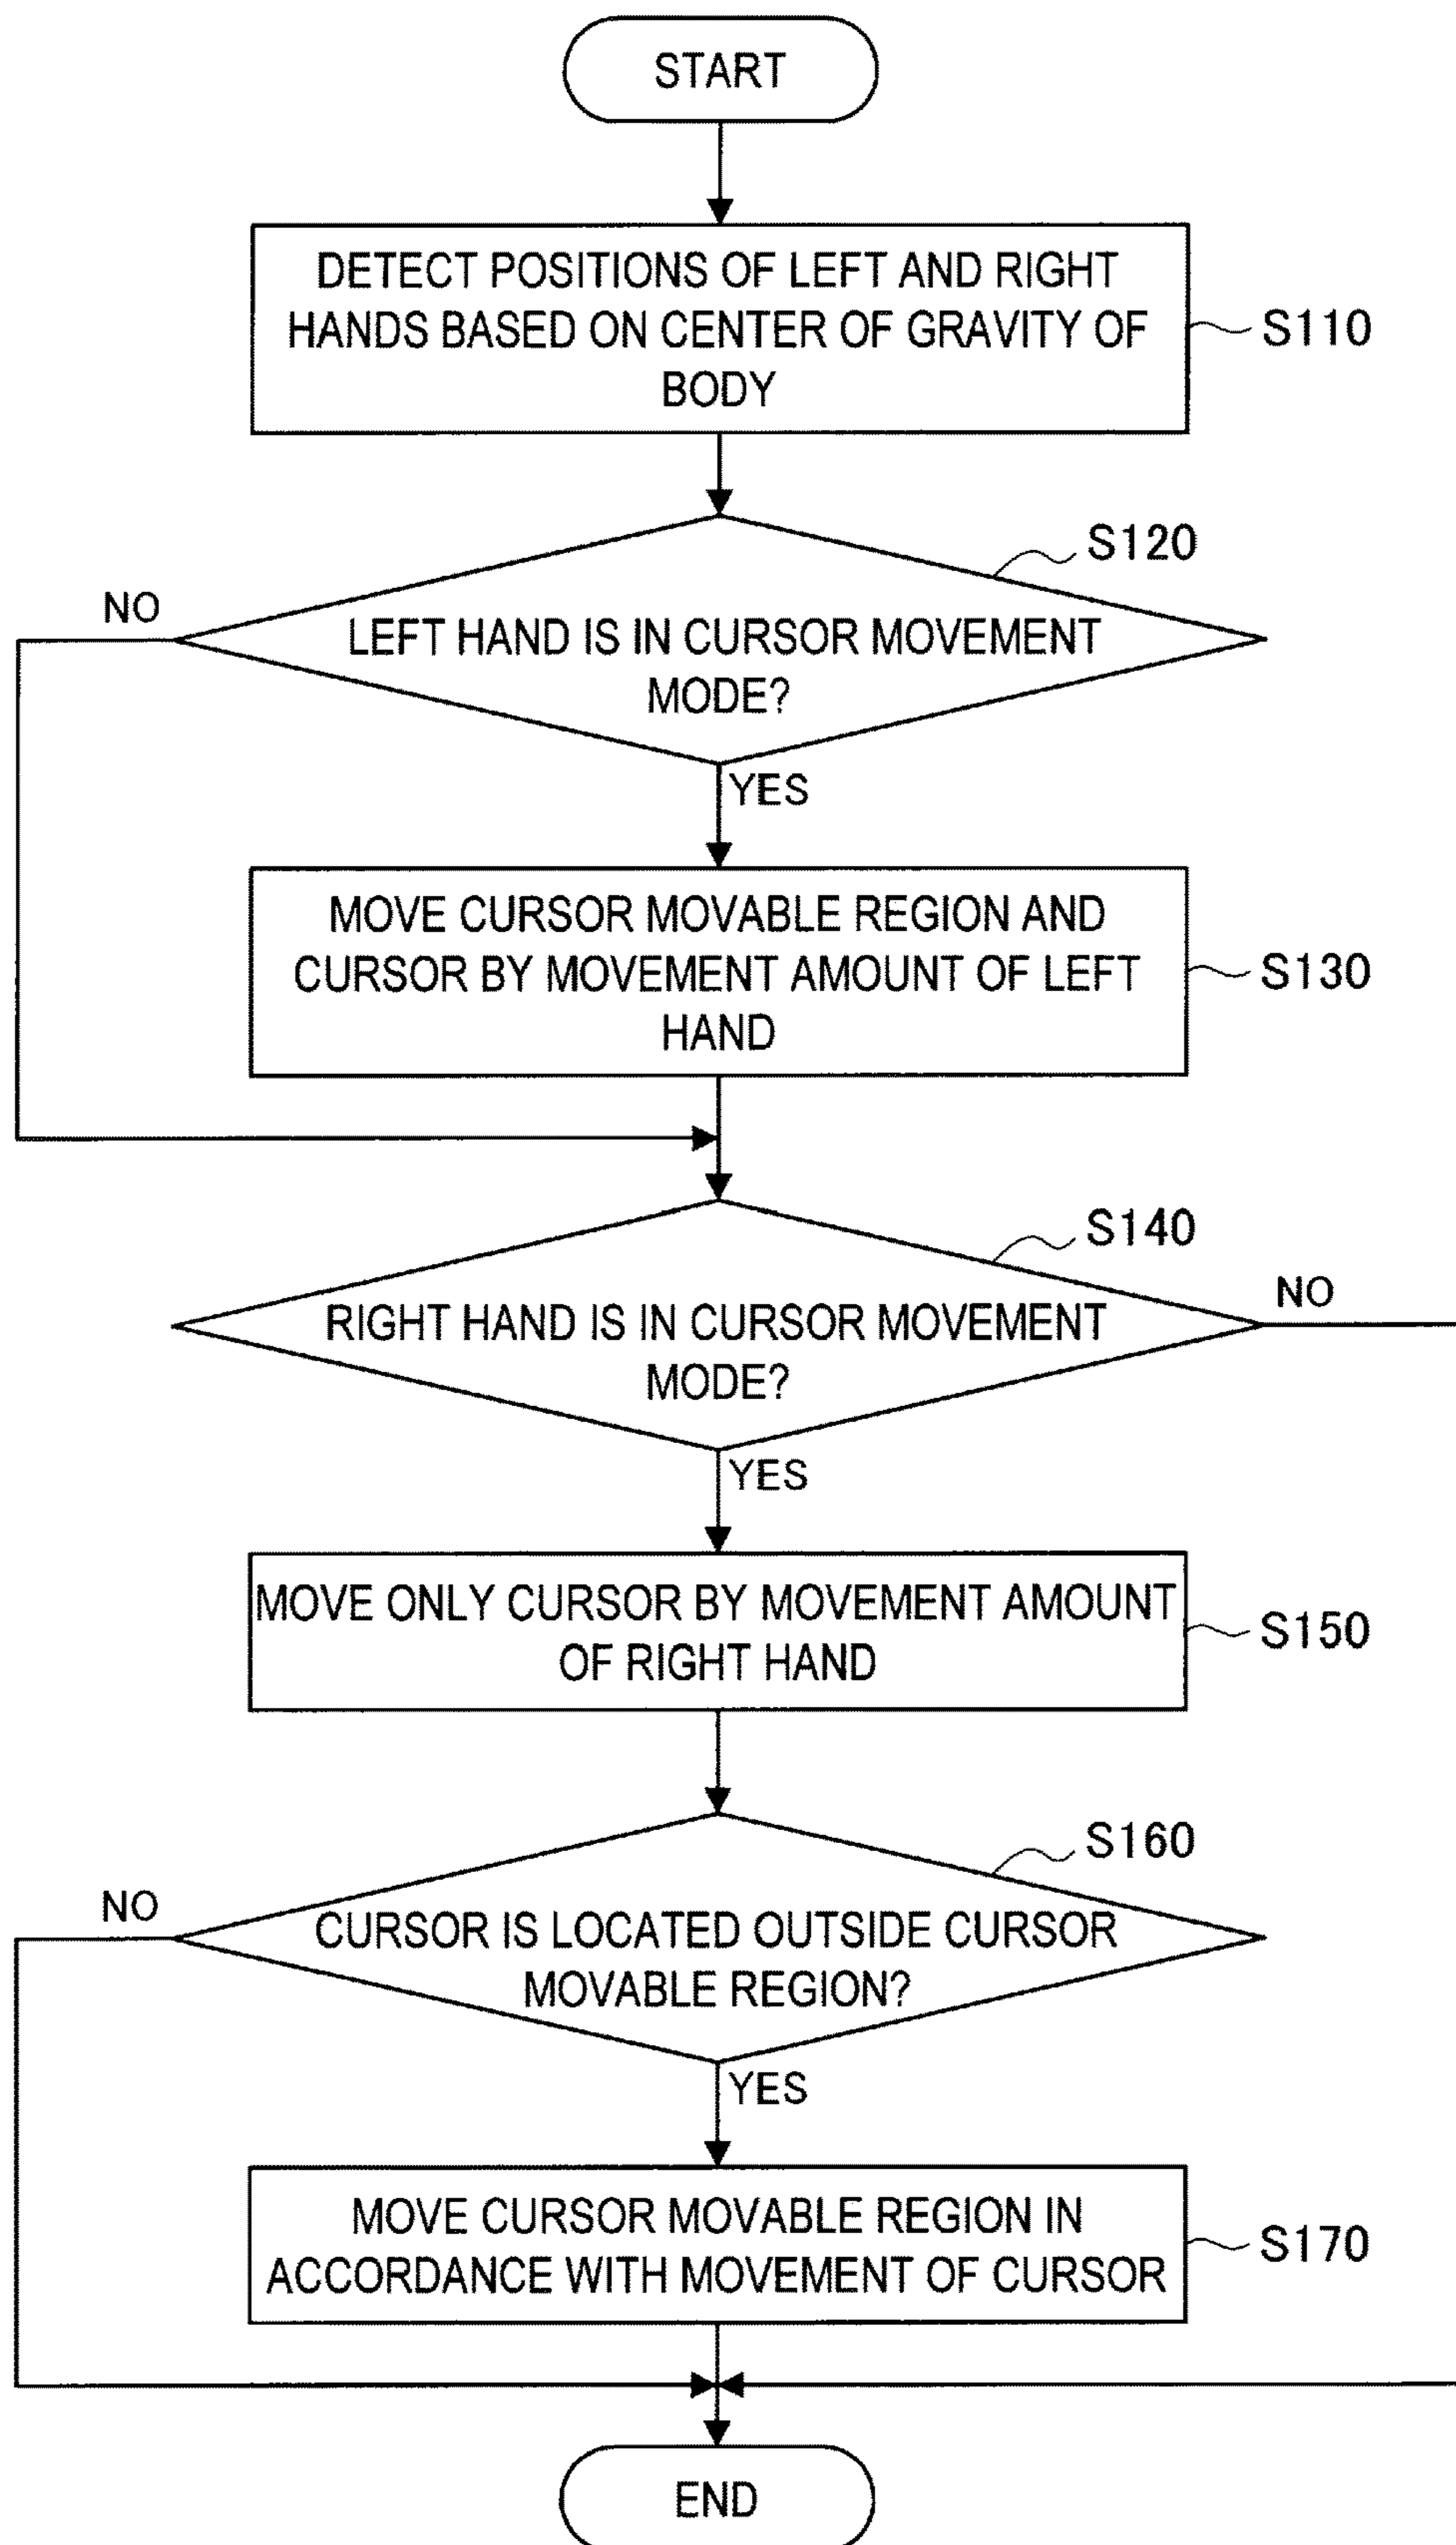 START
DETECT POSITIONS OF LEFT AND RIGHT
HANDS BASED ON CENTER OF GRAVITY OF
BODY
S110
S120
NO
LEFT HAND IS IN CURSOR MOVEMENT
MODE?
YES
MOVE CURSOR MOVABLE REGION AND
CURSOR BY MOVEMENT AMOUNT OF LEFT
HAND
S130
S140
NO
RIGHT HAND IS IN CURSOR MOVEMENT
MODE?
YES
MOVE ONLY CURSOR BY MOVEMENT AMOUNT
OF RIGHT HAND
S150
S160
NO
CURSOR IS LOCATED OUTSIDE CURSOR
MOVABLE REGION?
YES
MOVE CURSOR MOVABLE REGION IN
ACCORDANCE WITH MOVEMENT OF CURSOR
S170
END